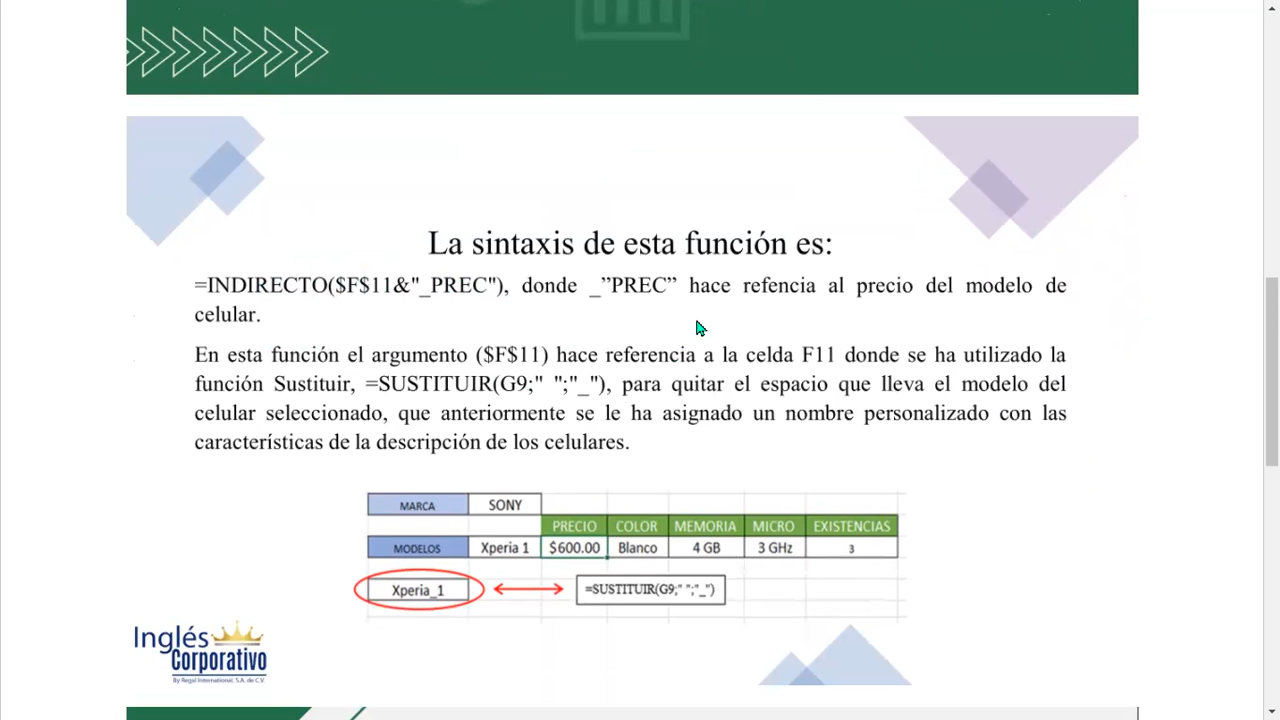 La sintaxis de esta función es:
=INDIRECTO($F$11&"_PREC"), donde _”PREC” hace refencia al precio del modelo de
celular.
En esta función el argumento ($F$11) hace referencia a la celda F11 donde se ha utilizado la
función Sustituir, =SUSTITUIR(G9;" ";"_"), para quitar el espacio que lleva el modelo del
celular seleccionado, que anteriormente se le ha asignado un nombre personalizado con las
características de la descripción de los celulares.
MARCA SONY
PRECIO COLOR MEMORIA MICRO EXISTENCIAS
MODELOS Xperia 1 $600.00 Blanco 4 GB 3 GHz 3
Xperia_1 =SUSTITUIR(G9;" ";"_")
Inglés
Corporativo
By Regal International, S.A. de C.V.